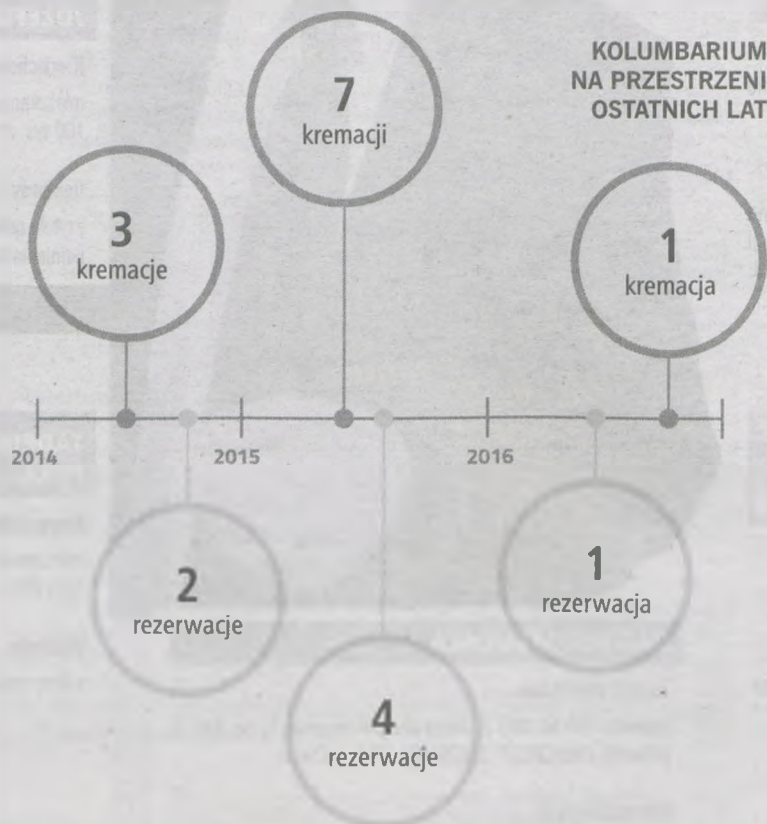 KOLUMBARIUM
NA PRZESTRZENI
OSTATNICH LAT
7
kremacji
3
kremacje
1
kremacja
2014
2015
2016
2
rezerwacje
1
rezerwacja
4
rezerwacje